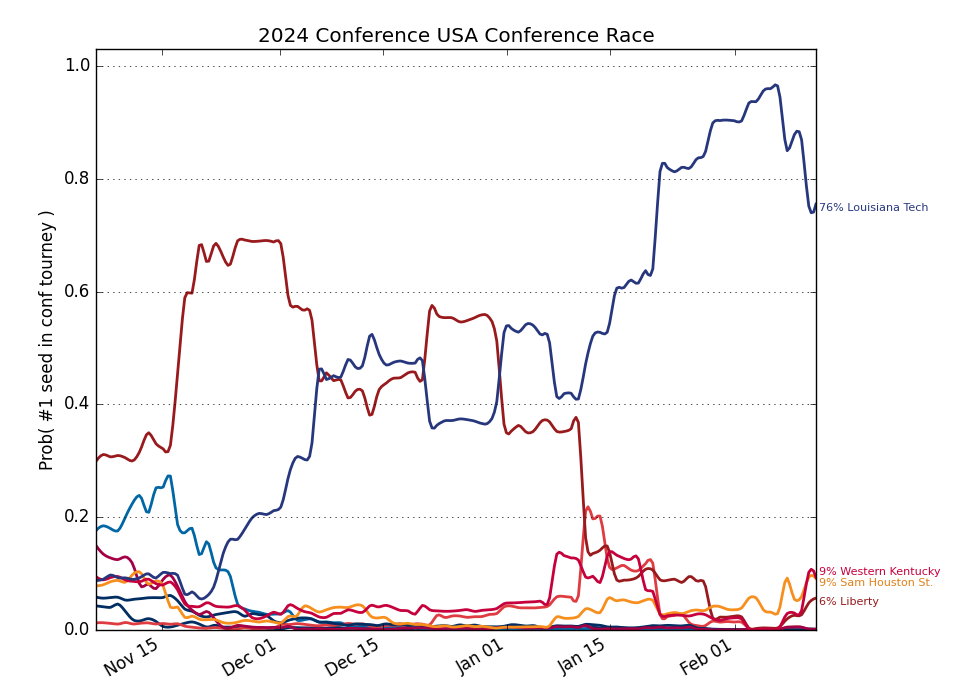 2024 Conference USA Conference Race
Prob( #1 seed in conf tourney )
1.0
0.8
0.6
0.4
0.2
0.0
76% Louisiana Tech
9% Western Kentucky
9% Sam Houston St.
6% Liberty
Nov 15
Dec 01
Dec 15
Jan 01
Jan 15
Feb 01